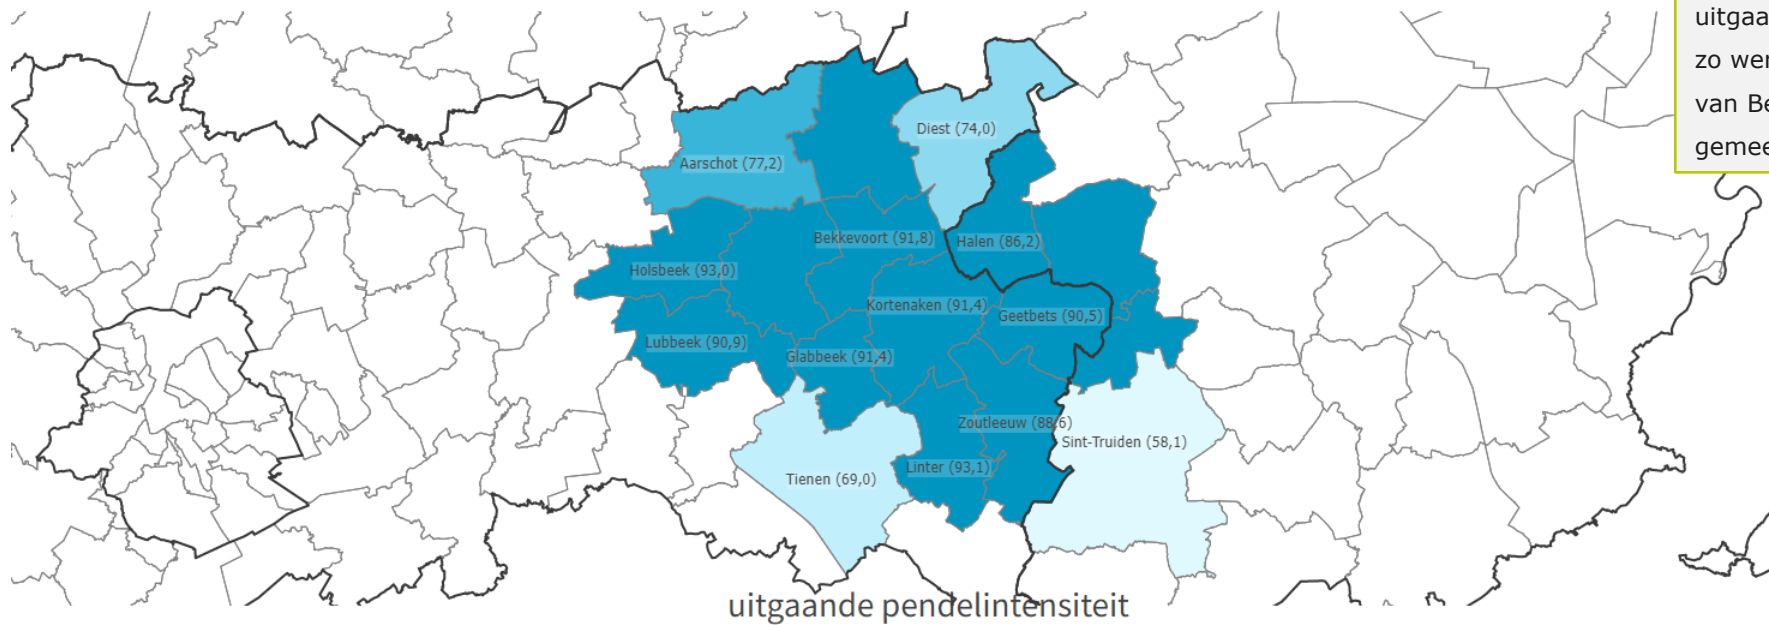 uitgaa
zo wer
van Be
gemee
Diest (74,0)
Aarschot (77,2)
Bekkevoort (91,8)
Halen (86,2)
Holsbeek (93,0)
Kortenaken (91,4)
Geetbets (90,5)
Lubbeek (90,9)
Glabbeek (91,4)
Zoutleeuw (88,6)
Sint-Truiden (58,1)
Linter (93,1)
Tienen (69,0)
uitgaande pendelintensiteit